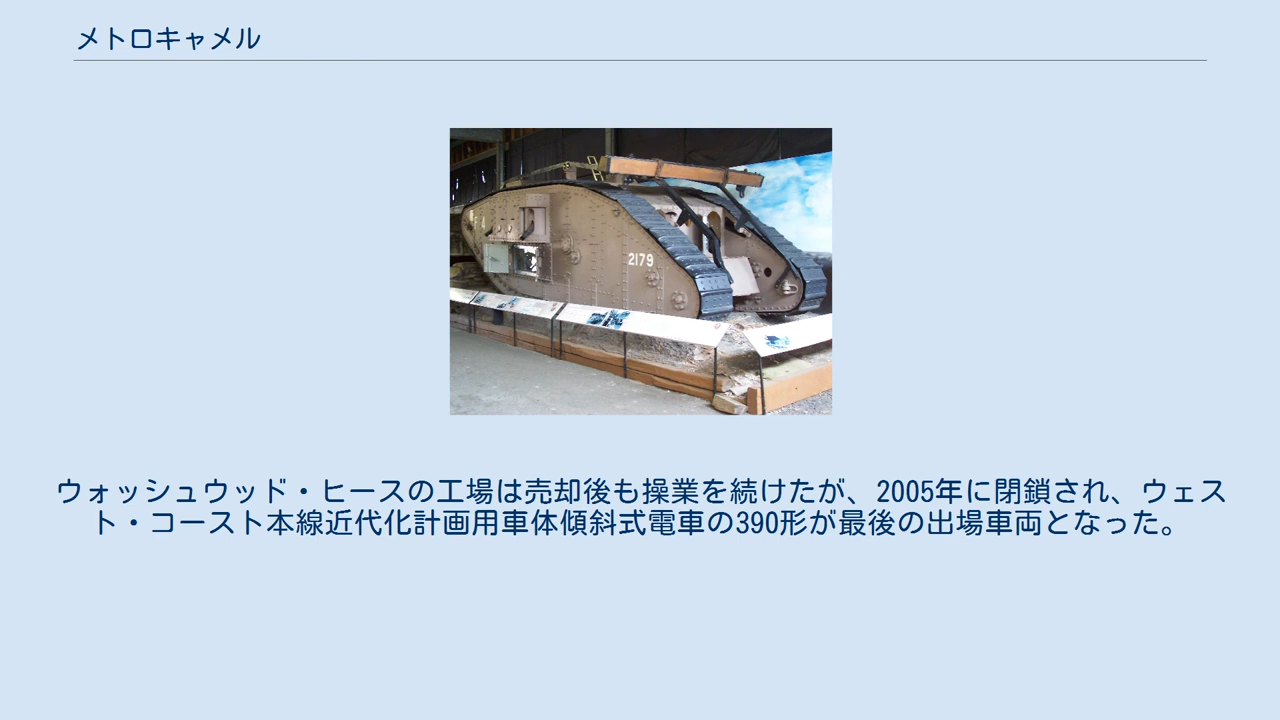 メトロキャメル
2179
ウォッシュウッド・ヒースの工場は売却後も操業を続けたが、2005年に閉鎖され、ウェス
ト・コースト本線近代化計画用車体傾斜式電車の390形が最後の出場車両となった。